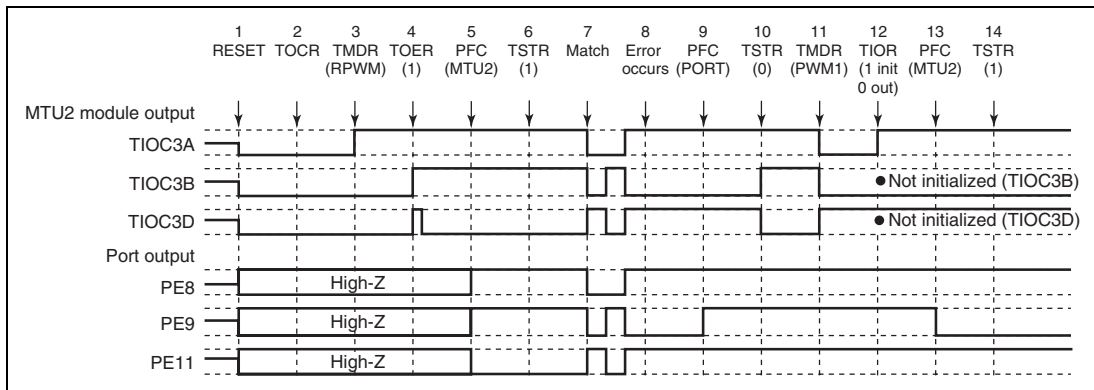 1 2 3 4 5 6 7 8 9 10 11 12 13 14
RESET TOCR TMDR TOER PFC TSTR Match Error PFC TSTR TMDR TIOR PFC TSTR
(RPWM) (1) (MTU2) (1) occurs (PORT) (0) (PWM1) (1 init (MTU2) (1)
0 out)
MTU2 module output
TIOC3A
TIOC3B
● Not initialized (TIOC3B)
TIOC3D
● Not initialized (TIOC3D)
Port output
PE8
High-Z
PE9
High-Z
PE11
High-Z